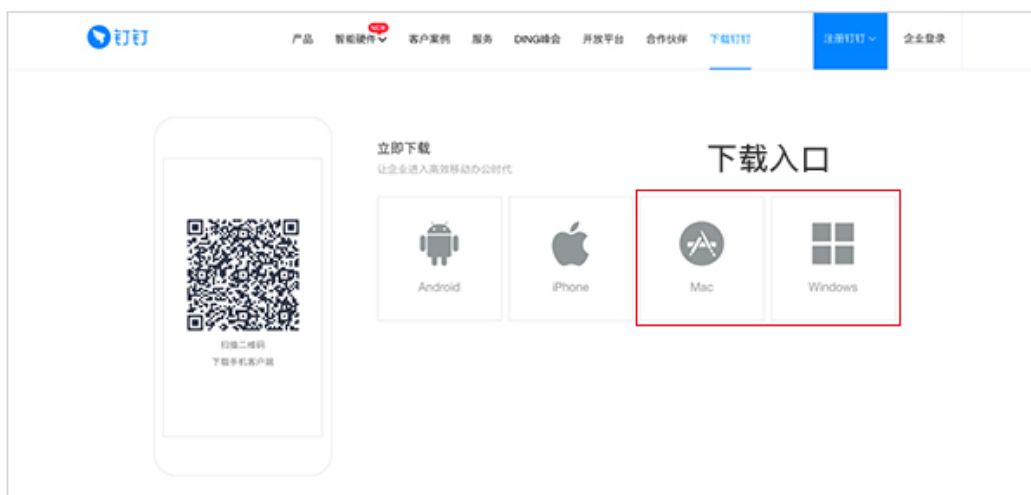 钉钉
产品 智能硬件 NEW 客户案例 服务 DING峰会 开放平台 合作伙伴 下载钉钉 注册钉钉 企业登录
立即下载
让企业进入高效移动办公时代
下载入口
Android iPhone Mac Windows
扫描二维码
下载手机客户端